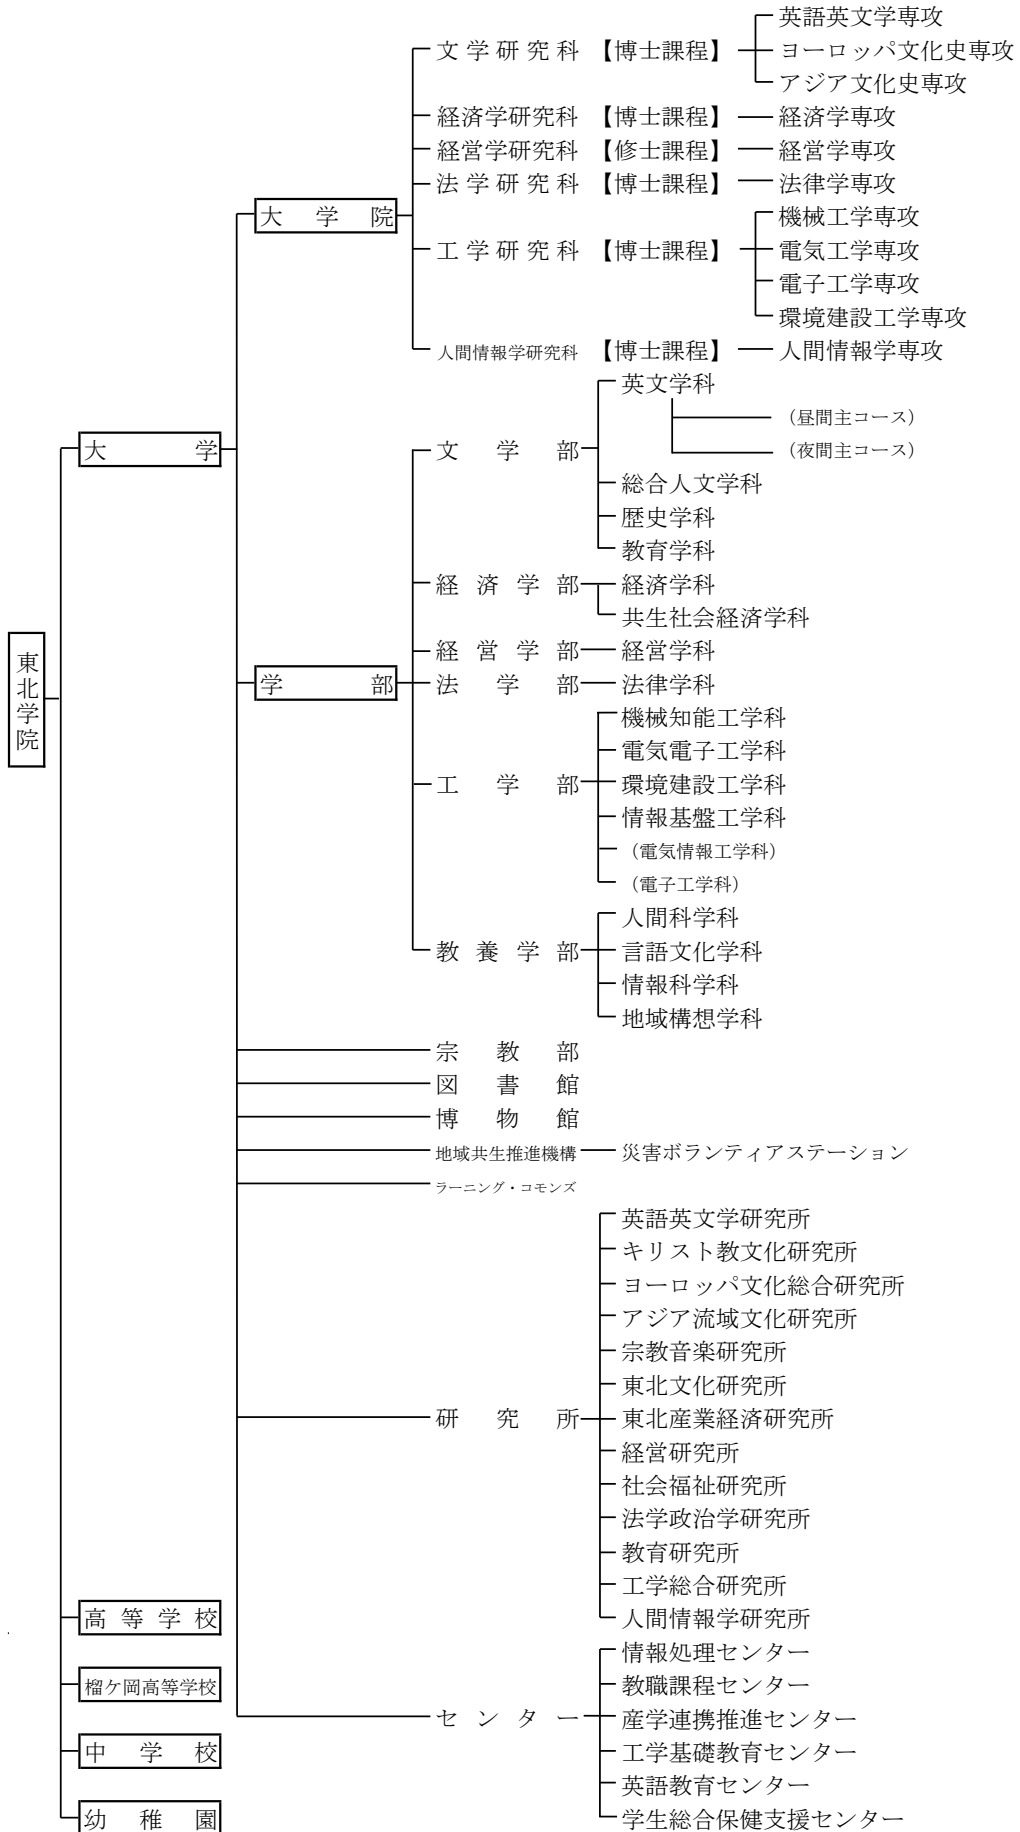 英語英文学専攻
文学研究科 【博士課程】 ヨーロッパ文化史専攻
アジア文化史専攻
経済学研究科 【博士課程】 経済学専攻
経営学研究科 【修士課程】 経営学専攻
法学研究科 【博士課程】 法律学専攻
大学院
機械工学専攻
工学研究科 【博士課程】 電気工学専攻
電子工学専攻
環境建設工学専攻
人間情報学研究科 【博士課程】 人間情報学専攻
英文学科
(昼間主コース)
大学 文学部 (夜間主コース)
総合人文学科
歴史学科
教育学科
経済学部 経済学科
共生社会経済学科
経営学部 経営学科
東北学院
学部 法学部 法律学科
機械知能工学科
電気電子工学科
工学部 環境建設工学科
情報基盤工学科
(電気情報工学科)
(電子工学科)
人間科学科
教養学部 言語文化学科
情報科学科
地域構想学科
宗教部
図書館
博物館
地域共生推進機構 災害ボランティアステーション
ラーニング・コモンズ
英語英文学研究所
キリスト教文化研究所
ヨーロッパ文化総合研究所
アジア流域文化研究所
宗教音楽研究所
東北文化研究所
研究所 東北産業経済研究所
経営研究所
社会福祉研究所
法学政治学研究所
教育研究所
工学総合研究所
高等学校 人間情報学研究所
情報処理センター
榴ケ岡高等学校 教職課程センター
センター 産学連携推進センター
中学校 工学基礎教育センター
英語教育センター
幼稚園 学生総合保健支援センター